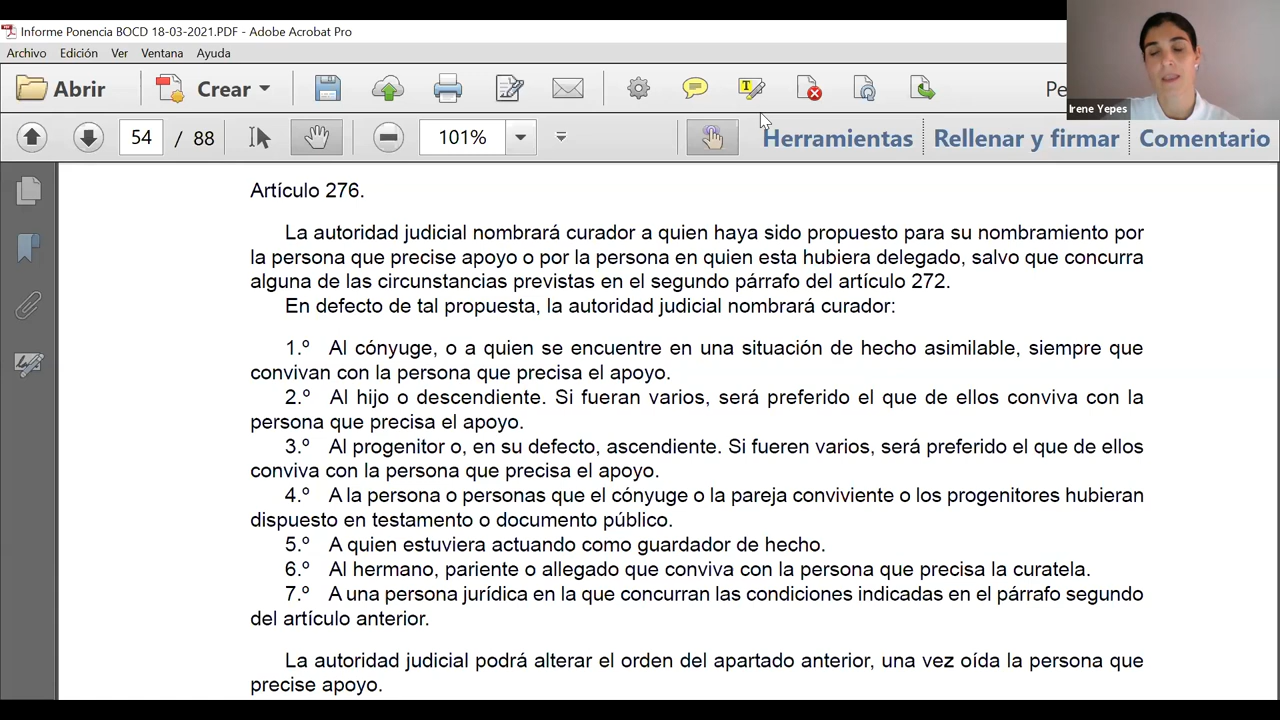 Informe Ponencia BOCD 18-03-2021.PDF - Adobe Acrobat Pro
Archivo Edición Ver Ventana Ayuda
Abrir Crear Pe
54 / 88 101% Herramientas Rellenar y firmar Comentario
Irene Yepes
Artículo 276.
La autoridad judicial nombrará curador a quien haya sido propuesto para su nombramiento por
la persona que precise apoyo o por la persona en quien esta hubiera delegado, salvo que concurra
alguna de las circunstancias previstas en el segundo párrafo del artículo 272.
En defecto de tal propuesta, la autoridad judicial nombrará curador:
1.º Al cónyuge, o a quien se encuentre en una situación de hecho asimilable, siempre que
convivan con la persona que precisa el apoyo.
2.º Al hijo o descendiente. Si fueran varios, será preferido el que de ellos conviva con la
persona que precisa el apoyo.
3.º Al progenitor o, en su defecto, ascendiente. Si fueren varios, será preferido el que de ellos
conviva con la persona que precisa el apoyo.
4.º A la persona o personas que el cónyuge o la pareja conviviente o los progenitores hubieran
dispuesto en testamento o documento público.
5.º A quien estuviera actuando como guardador de hecho.
6.º Al hermano, pariente o allegado que conviva con la persona que precisa la curatela.
7.º A una persona jurídica en la que concurran las condiciones indicadas en el párrafo segundo
del artículo anterior.
La autoridad judicial podrá alterar el orden del apartado anterior, una vez oída la persona que
precise apoyo.